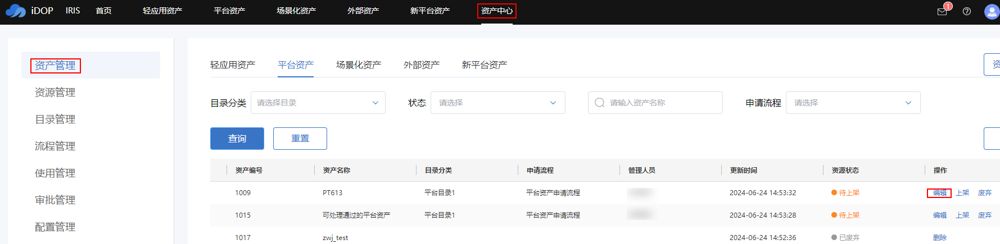 iDOP IRIS 首页 轻应用资产 平台资产 场景化资产 外部资产 新平台资产 资产中心 1
资产管理
资源管理
目录管理
流程管理
使用管理
审批管理
配置管理
轻应用资产 平台资产 场景化资产 外部资产 新平台资产
目录分类 请选择目录 状态 请选择 请输入资产名称 申请流程 请选择
查询 重置
资产编号 资产名称 目录分类 申请流程 管理人员 更新时间 资源状态 操作
1009 PT613 平台目录1 平台资产申请流程 2024-06-24 14:53:32 待上架 编辑 上架 废弃
1015 可处理通过的平台资产 平台目录1 平台资产申请流程 2024-06-24 14:53:28 待上架 编辑 上架 废弃
1017 zwj_test 2024-06-24 14:52:36 已废弃 删除